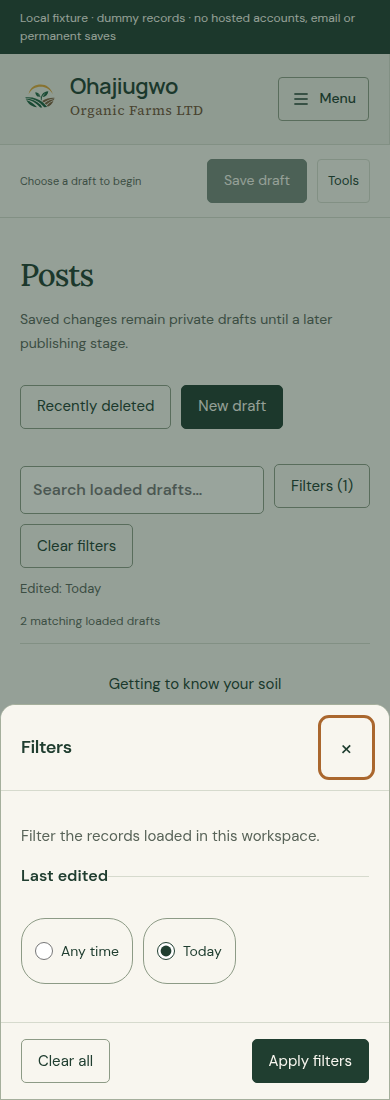 Local fixture · dummy records · no hosted accounts, email or
permanent saves
Ohajiugwo
Organic Farms LTD
Menu
Choose a draft to begin
Save draft
Tools
Posts
Saved changes remain private drafts until a later
publishing stage.
Recently deleted
New draft
Search loaded drafts...
Filters (1)
Clear filters
Edited: Today
2 matching loaded drafts
Getting to know your soil
Filters
×
Filter the records loaded in this workspace.
Last edited
Any time
Today
Clear all
Apply filters